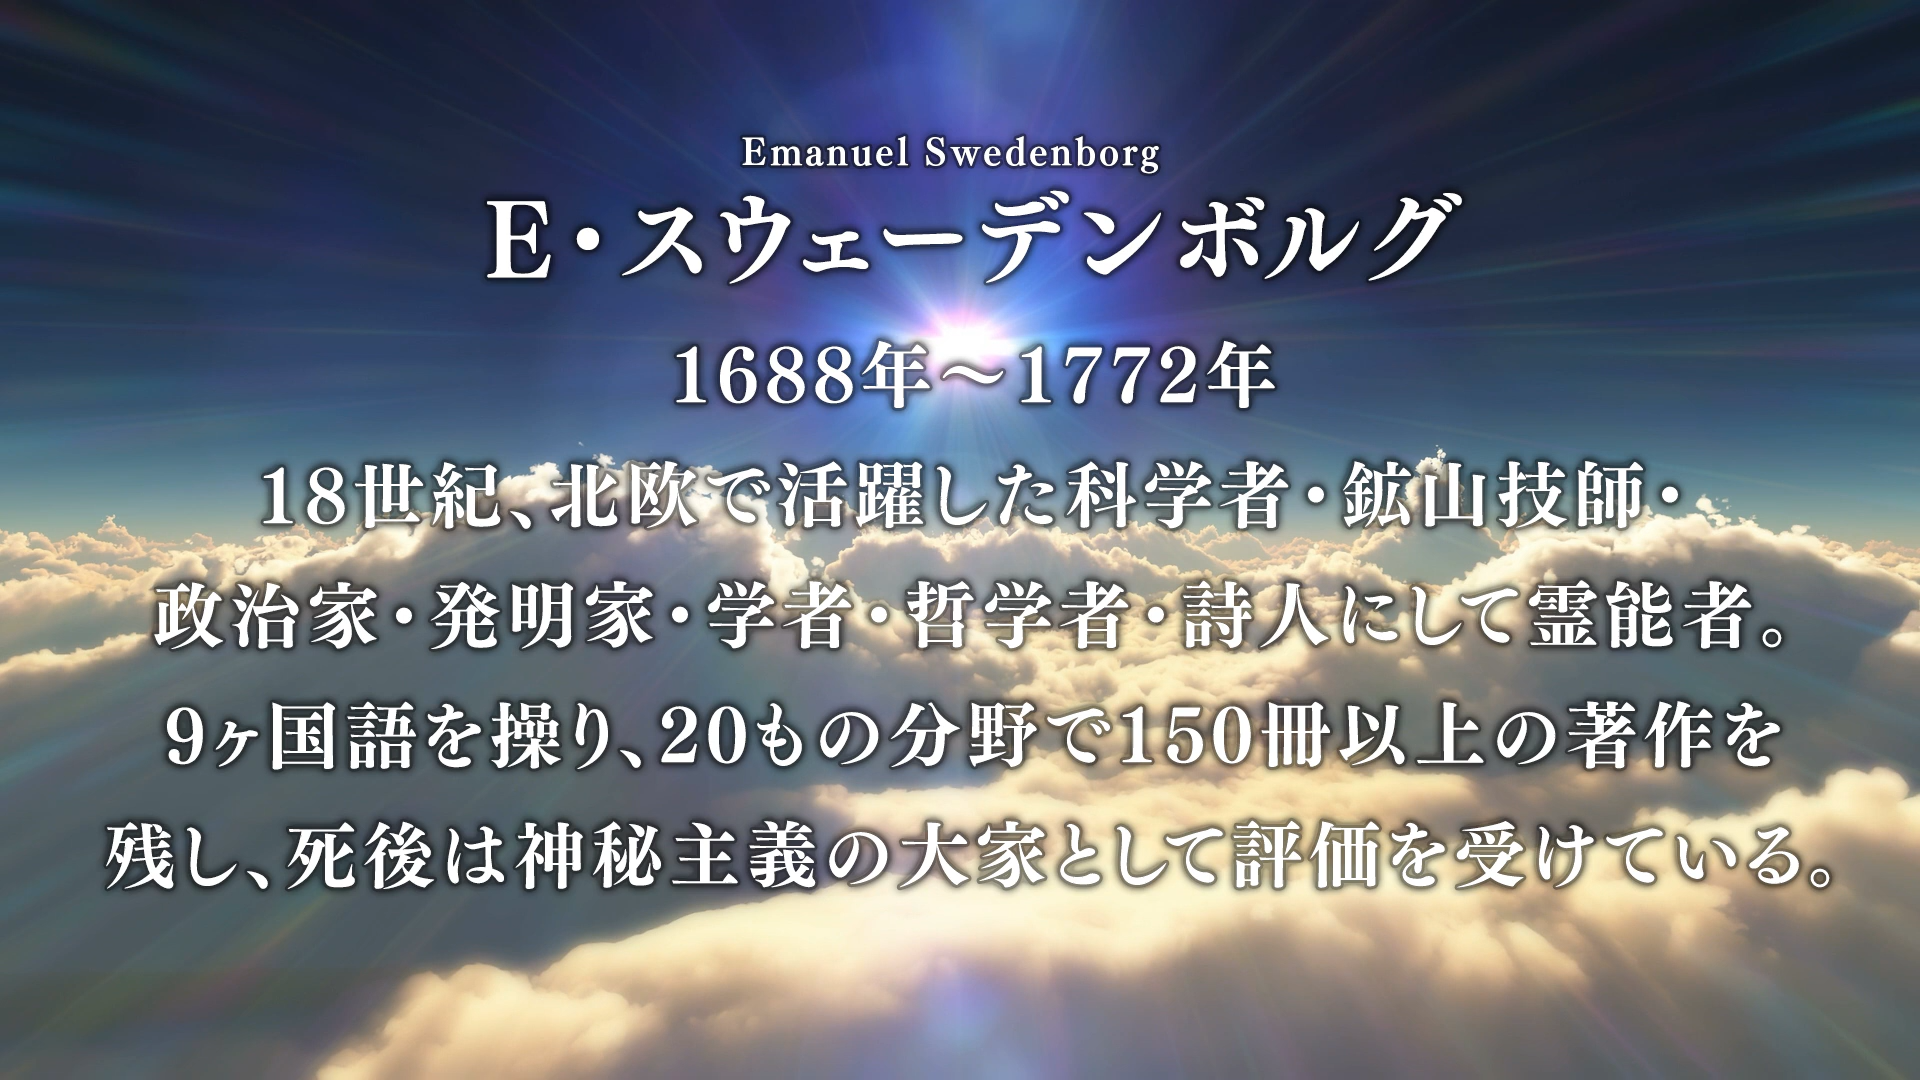 Emanuel Swedenborg
E・スウェーデンボルグ
1688年～1772年
18世紀、北欧で活躍した科学者・鉱山技師・
政治家・発明家・学者・哲学者・詩人にして霊能者。
9ヶ国語を操り、20もの分野で150冊以上の著作を
残し、死後は神秘主義の大家として評価を受けている。